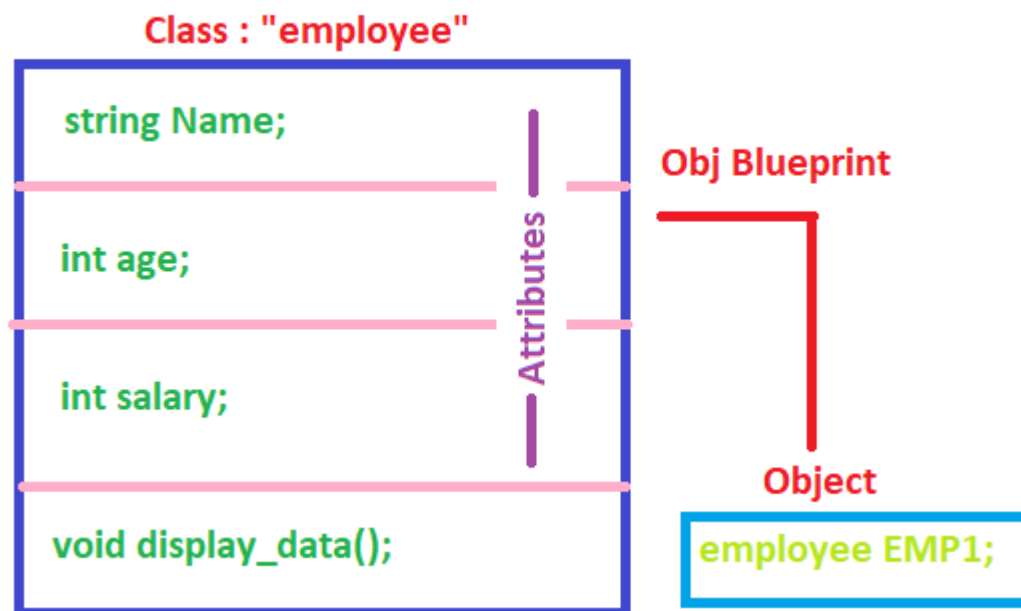 Class : "employee"
string Name;
int age;
int salary;
void display_data();
Attributes
Obj Blueprint
Object
employee EMP1;